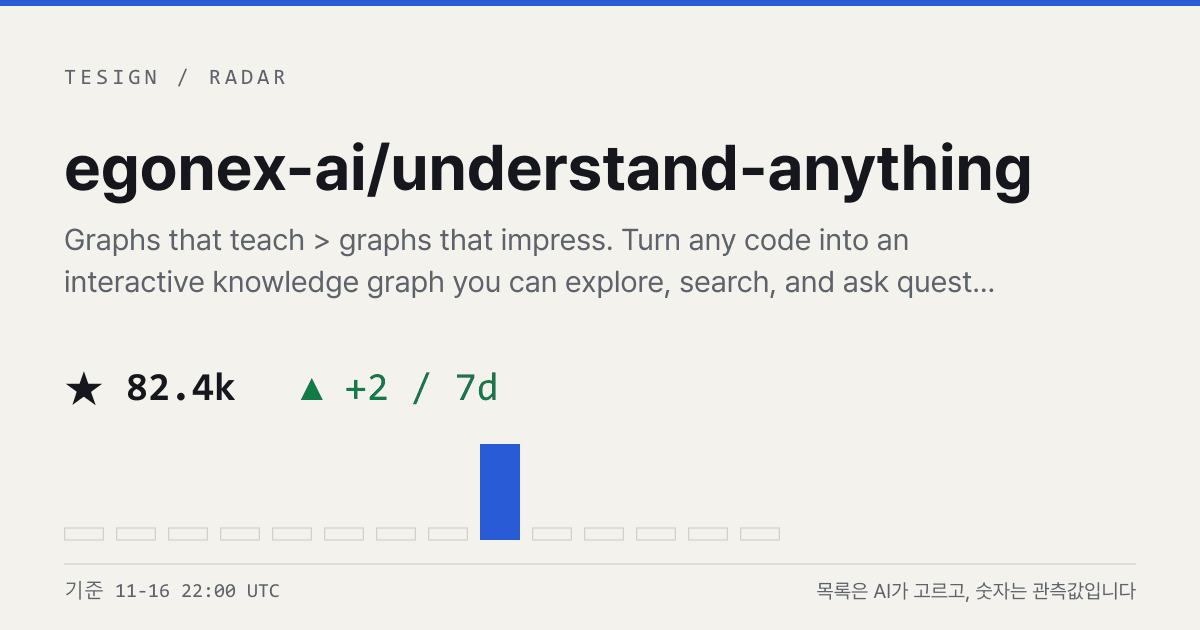 TESIGN / RADAR
egonex-ai/understand-anything
Graphs that teach > graphs that impress. Turn any code into an
interactive knowledge graph you can explore, search, and ask quest…
★ 82.4k ▲ +2 / 7d
기준 11-16 22:00 UTC
목록은 AI가 고르고, 숫자는 관측값입니다